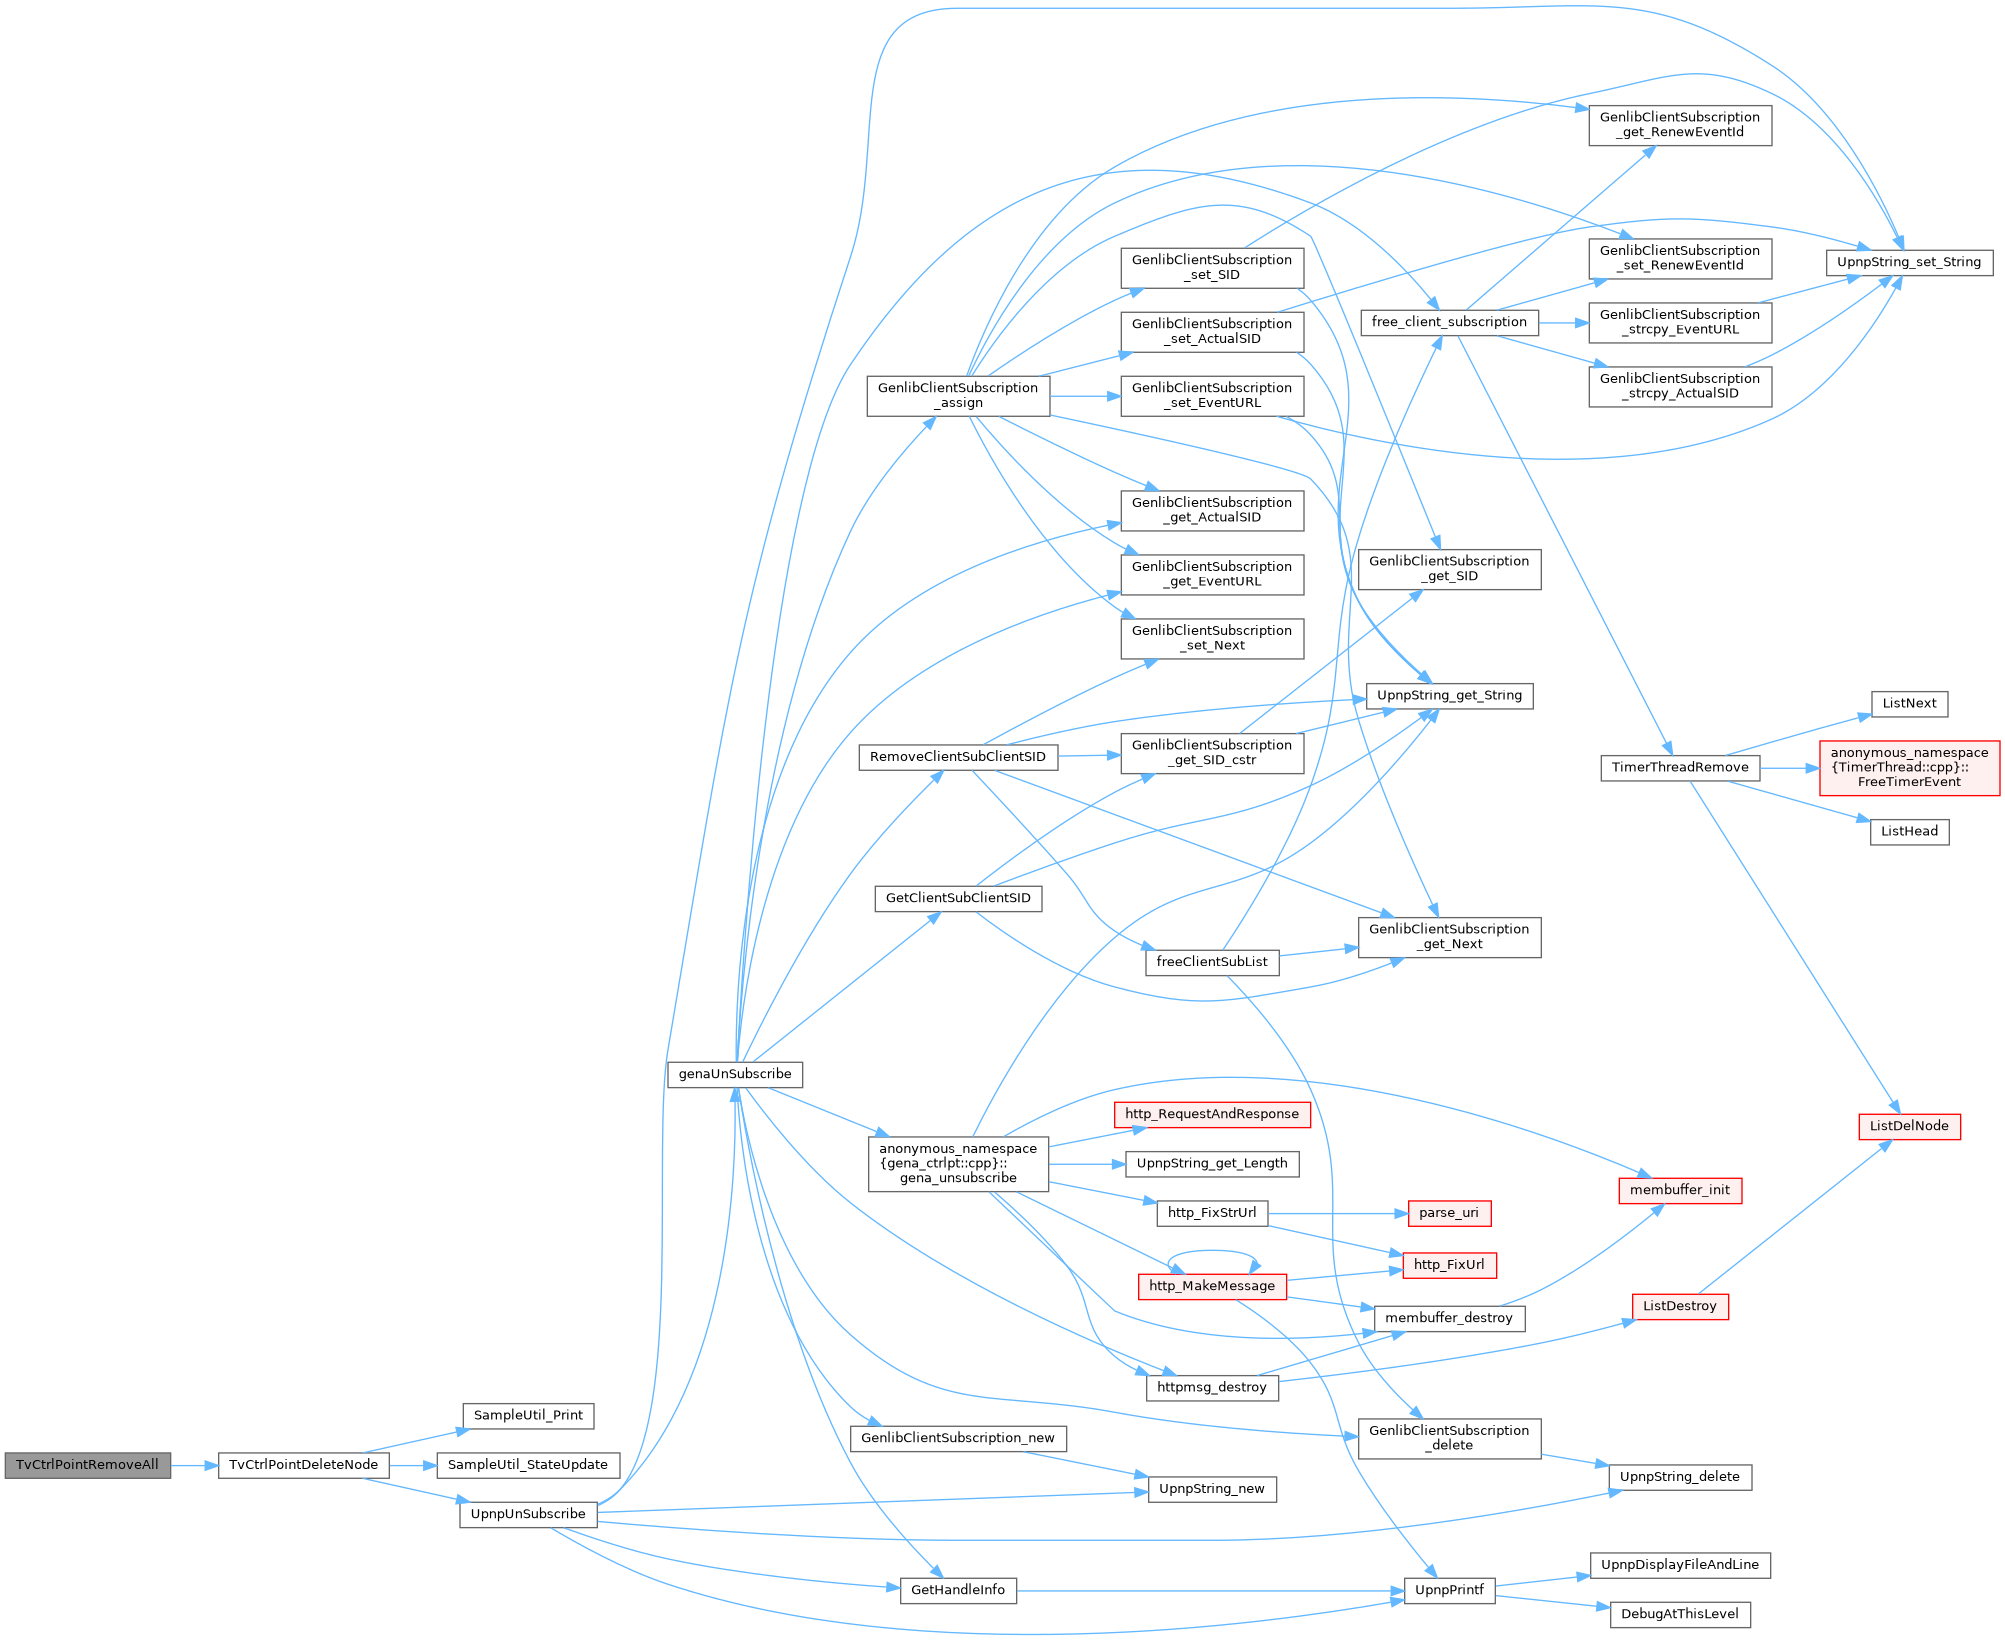 TvCtrlPointRemoveAll
TvCtrlPointDeleteNode
SampleUtil_Print
SampleUtil_StateUpdate
UpnpUnSubscribe
genaUnSubscribe
GenlibClientSubscription
_assign
RemoveClientSubClientSID
GetClientSubClientSID
anonymous_namespace
{gena_ctrlpt::cpp}::
gena_unsubscribe
GenlibClientSubscription_new
GetHandleInfo
GenlibClientSubscription
_set_SID
GenlibClientSubscription
_set_ActualSID
GenlibClientSubscription
_set_EventURL
GenlibClientSubscription
_get_ActualSID
GenlibClientSubscription
_get_EventURL
GenlibClientSubscription
_set_Next
GenlibClientSubscription
_get_SID_cstr
freeClientSubList
http_RequestAndResponse
UpnpString_get_Length
http_FixStrUrl
http_MakeMessage
httpmsg_destroy
UpnpString_new
free_client_subscription
GenlibClientSubscription
_get_SID
UpnpString_get_String
GenlibClientSubscription
_get_Next
parse_uri
http_FixUrl
membuffer_destroy
GenlibClientSubscription
_delete
UpnpPrintf
GenlibClientSubscription
_get_RenewEventId
GenlibClientSubscription
_set_RenewEventId
GenlibClientSubscription
_strcpy_EventURL
GenlibClientSubscription
_strcpy_ActualSID
TimerThreadRemove
membuffer_init
ListDestroy
UpnpString_delete
UpnpDisplayFileAndLine
DebugAtThisLevel
UpnpString_set_String
ListNext
anonymous_namespace
{TimerThread::cpp}::
FreeTimerEvent
ListHead
ListDelNode